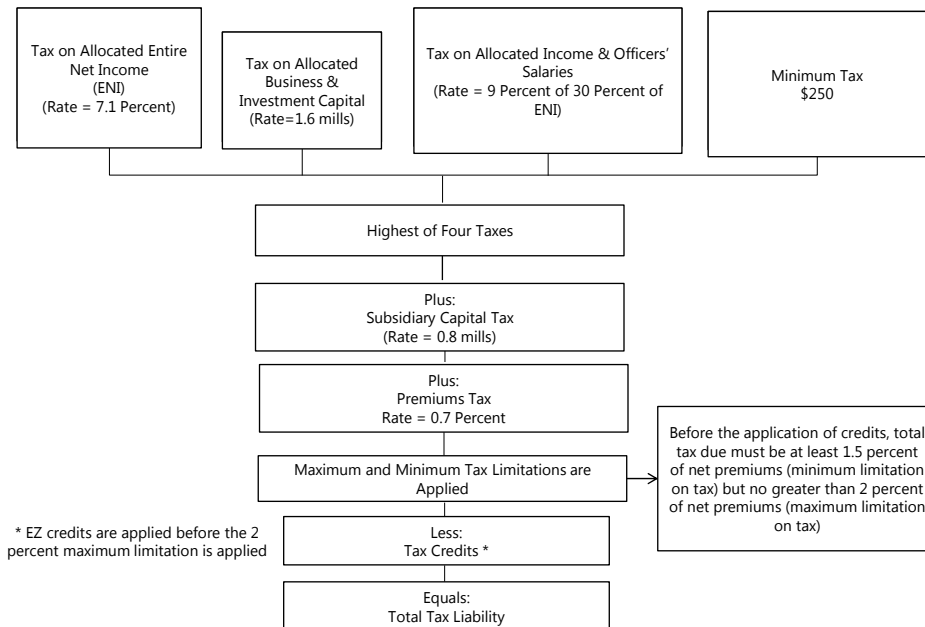 Tax on Allocated Entire
Net Income
(ENI)
(Rate = 7.1 Percent)
Tax on Allocated
Business &
Investment Capital
(Rate=1.6 mills)
Tax on Allocated Income & Officers’
Salaries
(Rate = 9 Percent of 30 Percent of
ENI)
Minimum Tax
$250
Highest of Four Taxes
Plus:
Subsidiary Capital Tax
(Rate = 0.8 mills)
Plus:
Premiums Tax
Rate = 0.7 Percent
Maximum and Minimum Tax Limitations are
Applied
Before the application of credits, total
tax due must be at least 1.5 percent
of net premiums (minimum limitation
on tax) but no greater than 2 percent
of net premiums (maximum limitation
on tax)
* EZ credits are applied before the 2
percent maximum limitation is applied
Less:
Tax Credits *
Equals:
Total Tax Liability